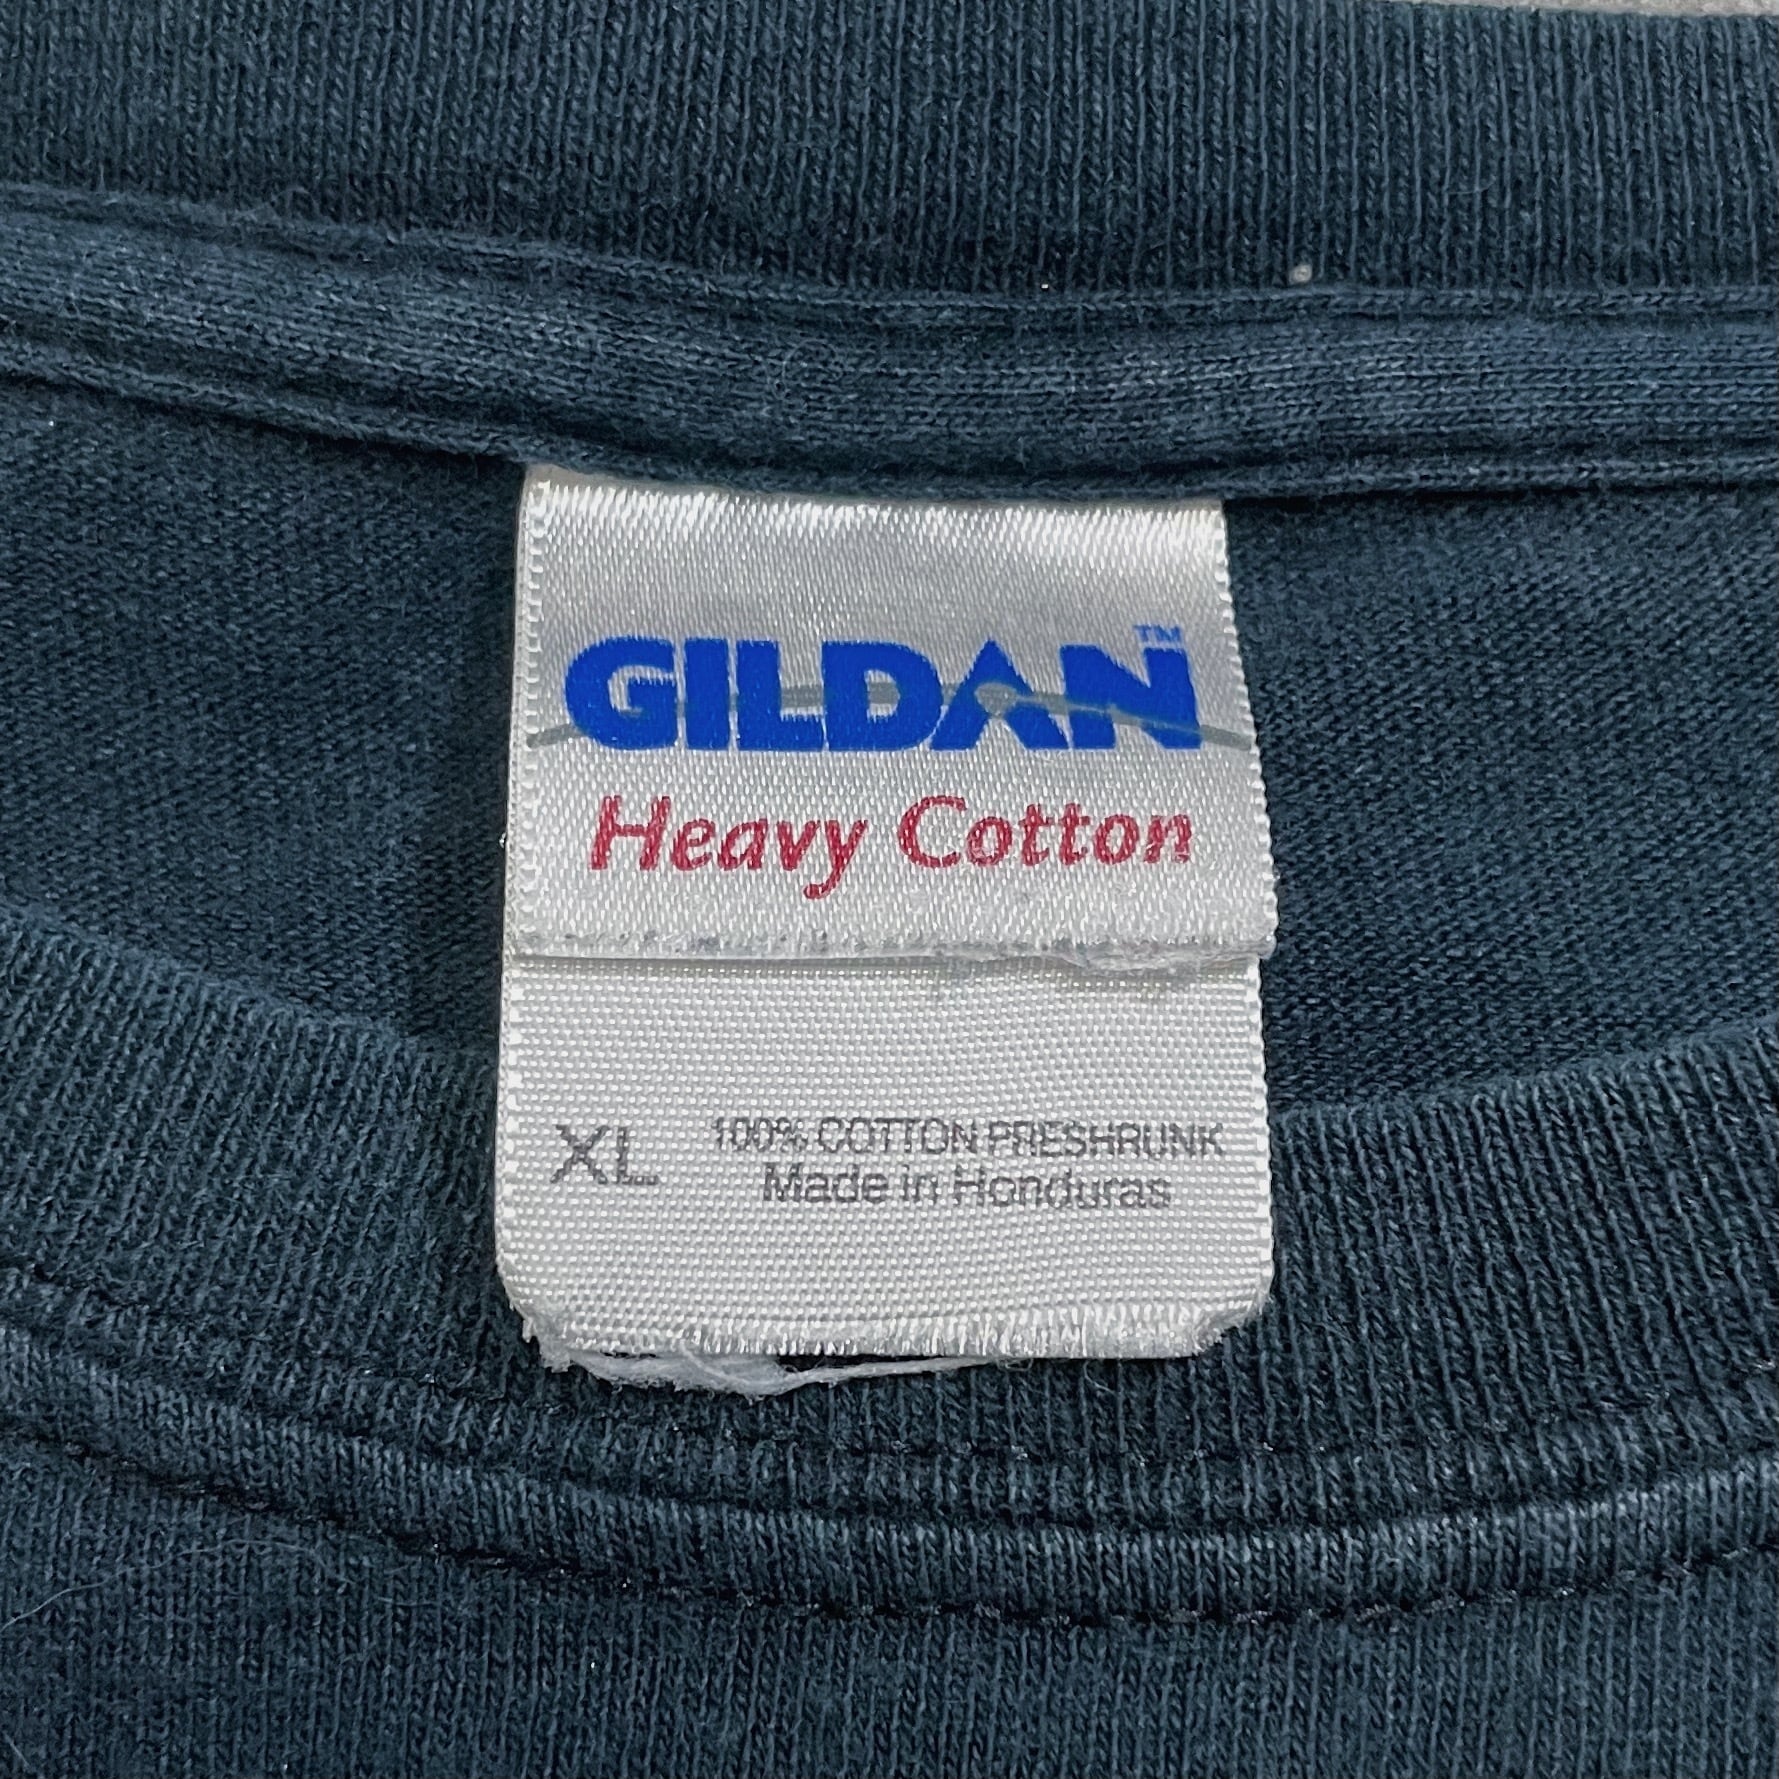 GILDAN™
Heavy Cotton
XL 100% COTTON PRESHRUNK
Made in Honduras